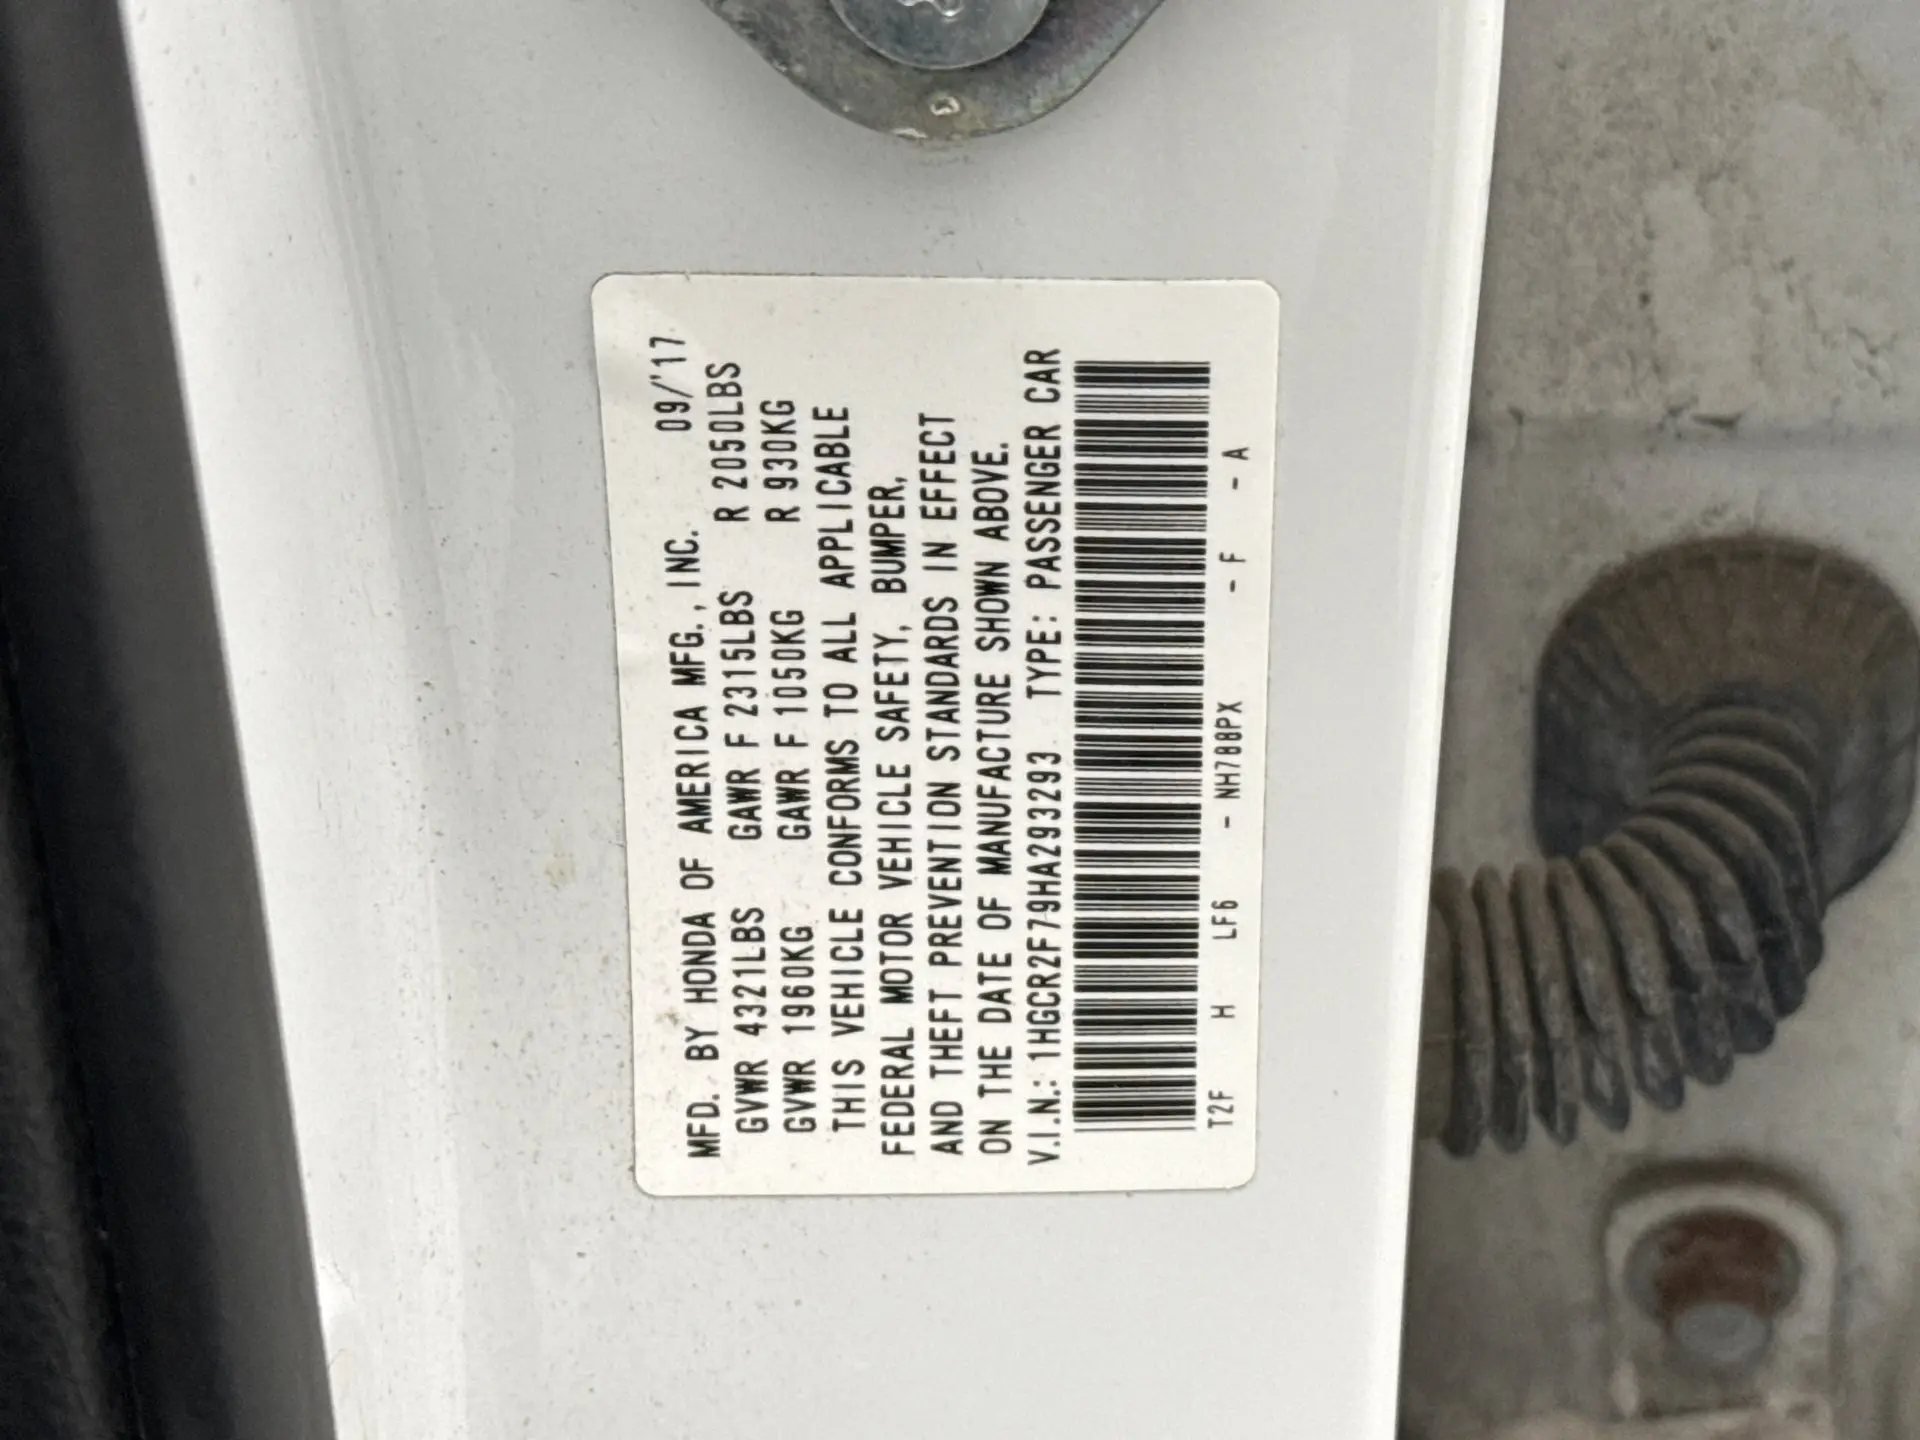 MFD. BY HONDA OF AMERICA MFG., INC. 09/'17
GVWR 4321LBS GAWR F 2315LBS R 2050LBS
GVWR 1960KG GAWR F 1050KG R 930KG
THIS VEHICLE CONFORMS TO ALL APPLICABLE
FEDERAL MOTOR VEHICLE SAFETY, BUMPER,
AND THEFT PREVENTION STANDARDS IN EFFECT
ON THE DATE OF MANUFACTURE SHOWN ABOVE.
V.I.N.: 1HGCR2F79HA293293 TYPE: PASSENGER CAR
T2F H LF6 - NH788PX - F - A